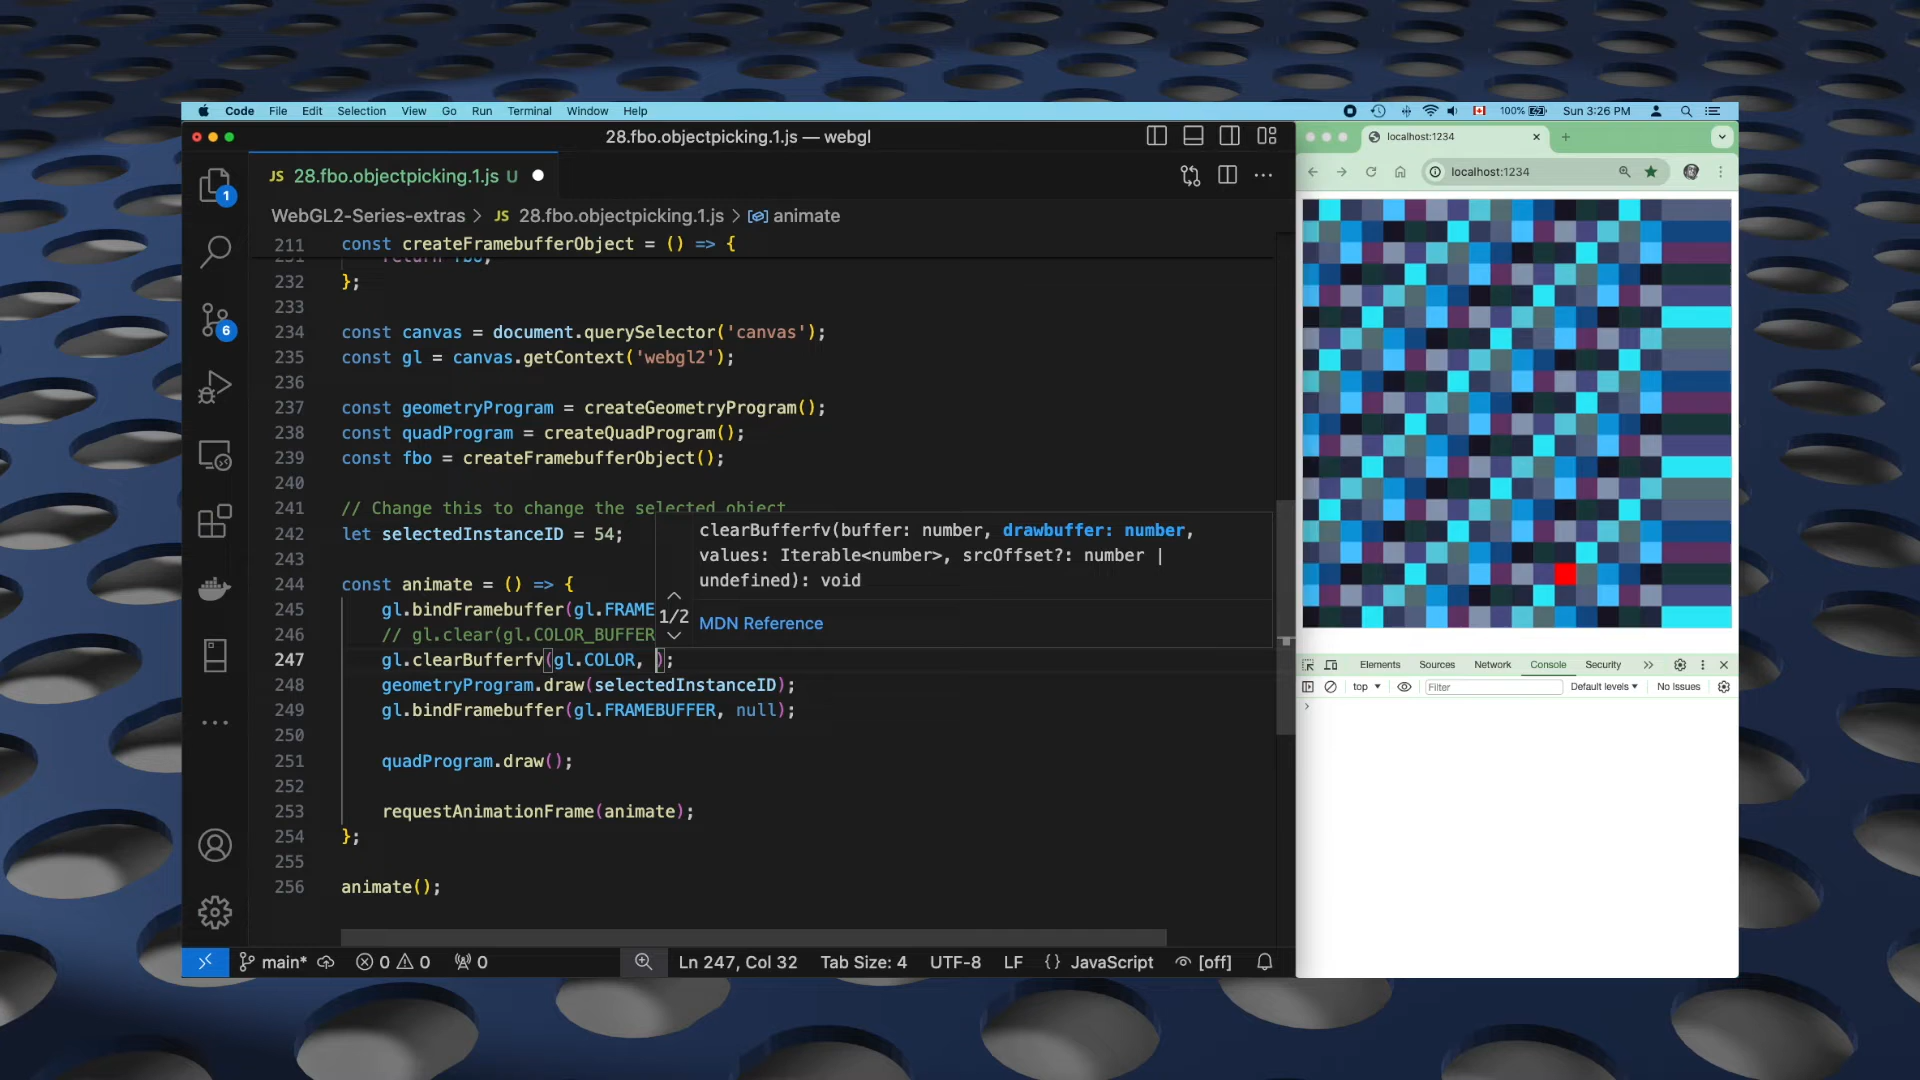 Code File Edit Selection View Go Run Terminal Window Help 100% Sun 3:26 PM
28.fbo.objectpicking.1.js — webgl
localhost:1234
JS 28.fbo.objectpicking.1.js U
localhost:1234
1
WebGL2-Series-extras > JS 28.fbo.objectpicking.1.js > animate
211 const createFramebufferObject = () => {
231 return fbo;
232 };
233
234 const canvas = document.querySelector('canvas');
6
235 const gl = canvas.getContext('webgl2');
236
237 const geometryProgram = createGeometryProgram();
238 const quadProgram = createQuadProgram();
239 const fbo = createFramebufferObject();
240
241 // Change this to change the selected object
242 let selectedInstanceID = 54;
clearBufferfv(buffer: number, drawbuffer: number,
values: Iterable<number>, srcOffset?: number |
undefined): void
1/2
MDN Reference
243
244 const animate = () => {
245 gl.bindFramebuffer(gl.FRAME
246 // gl.clear(gl.COLOR_BUFFER
247 gl.clearBufferfv(gl.COLOR, );
248 geometryProgram.draw(selectedInstanceID);
249 gl.bindFramebuffer(gl.FRAMEBUFFER, null);
250
251 quadProgram.draw();
252
253 requestAnimationFrame(animate);
254 };
255
256 animate();
Elements Sources Network Console Security
top Filter Default levels No Issues
main* 0 0 0 Ln 247, Col 32 Tab Size: 4 UTF-8 LF {} JavaScript [off]